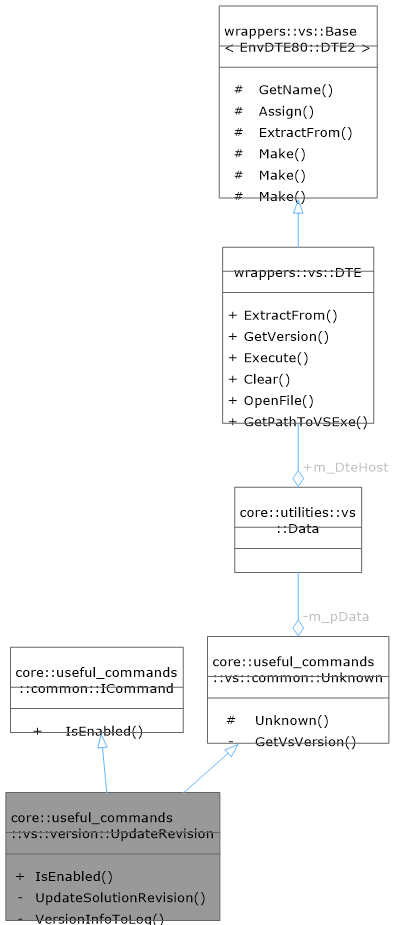 wrappers::vs::Base
< EnvDTE80::DTE2 >
# GetName()
# Assign()
# ExtractFrom()
# Make()
# Make()
# Make()
wrappers::vs::DTE
+ ExtractFrom()
+ GetVersion()
+ Execute()
+ Clear()
+ OpenFile()
+ GetPathToVSExe()
+m_DteHost
core::utilities::vs
::Data
-m_pData
core::useful_commands
::common::ICommand
+ IsEnabled()
core::useful_commands
::vs::common::Unknown
# Unknown()
- GetVsVersion()
core::useful_commands
::vs::version::UpdateRevision
+ IsEnabled()
- UpdateSolutionRevision()
- VersionInfoToLog()